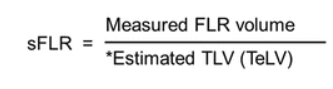 Measured FLR volume
sFLR =
*Estimated TLV (TeLV)